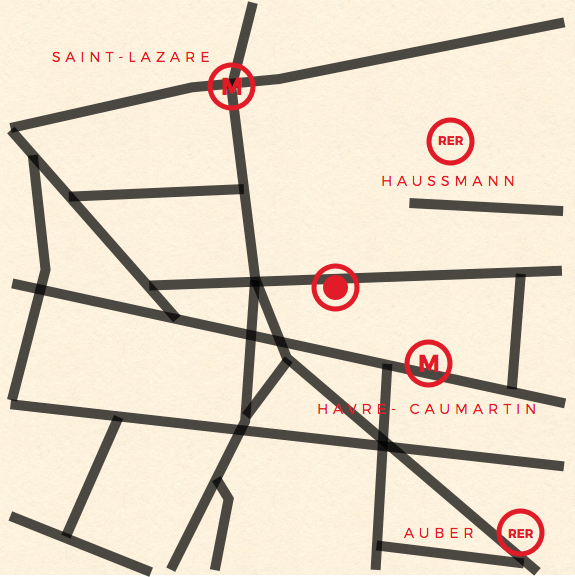 SAINT-LAZARE
M
RER
HAUSSMANN
M
HAVRE- CAUMARTIN
AUBER
RER